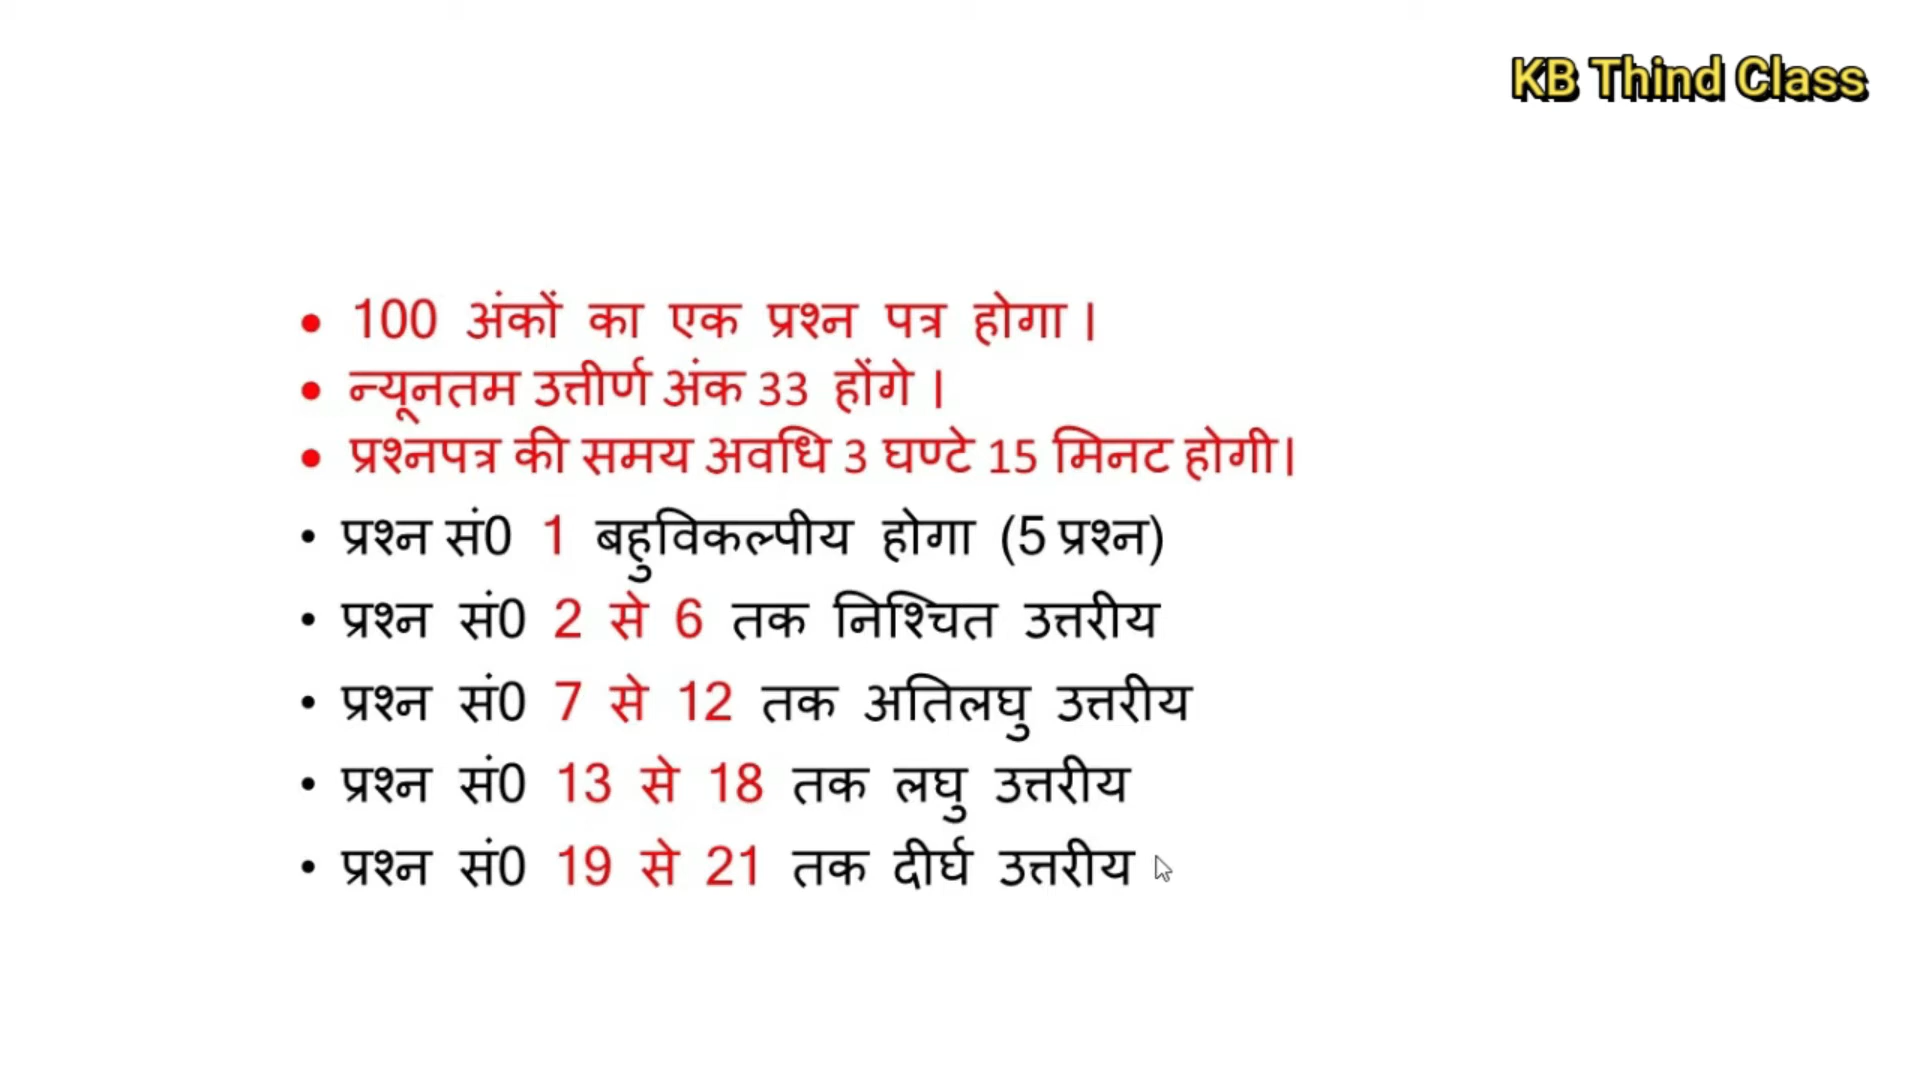 KB Thind Class
• 100 अंकों का एक प्रश्न पत्र होगा।
• न्यूनतम उत्तीर्ण अंक 33 होंगे।
• प्रश्नपत्र की समय अवधि 3 घण्टे 15 मिनट होगी।
• प्रश्न सं0 1 बहुविकल्पीय होगा (5 प्रश्न)
• प्रश्न सं0 2 से 6 तक निश्चित उत्तरीय
• प्रश्न सं0 7 से 12 तक अतिलघु उत्तरीय
• प्रश्न सं0 13 से 18 तक लघु उत्तरीय
• प्रश्न सं0 19 से 21 तक दीर्घ उत्तरीय